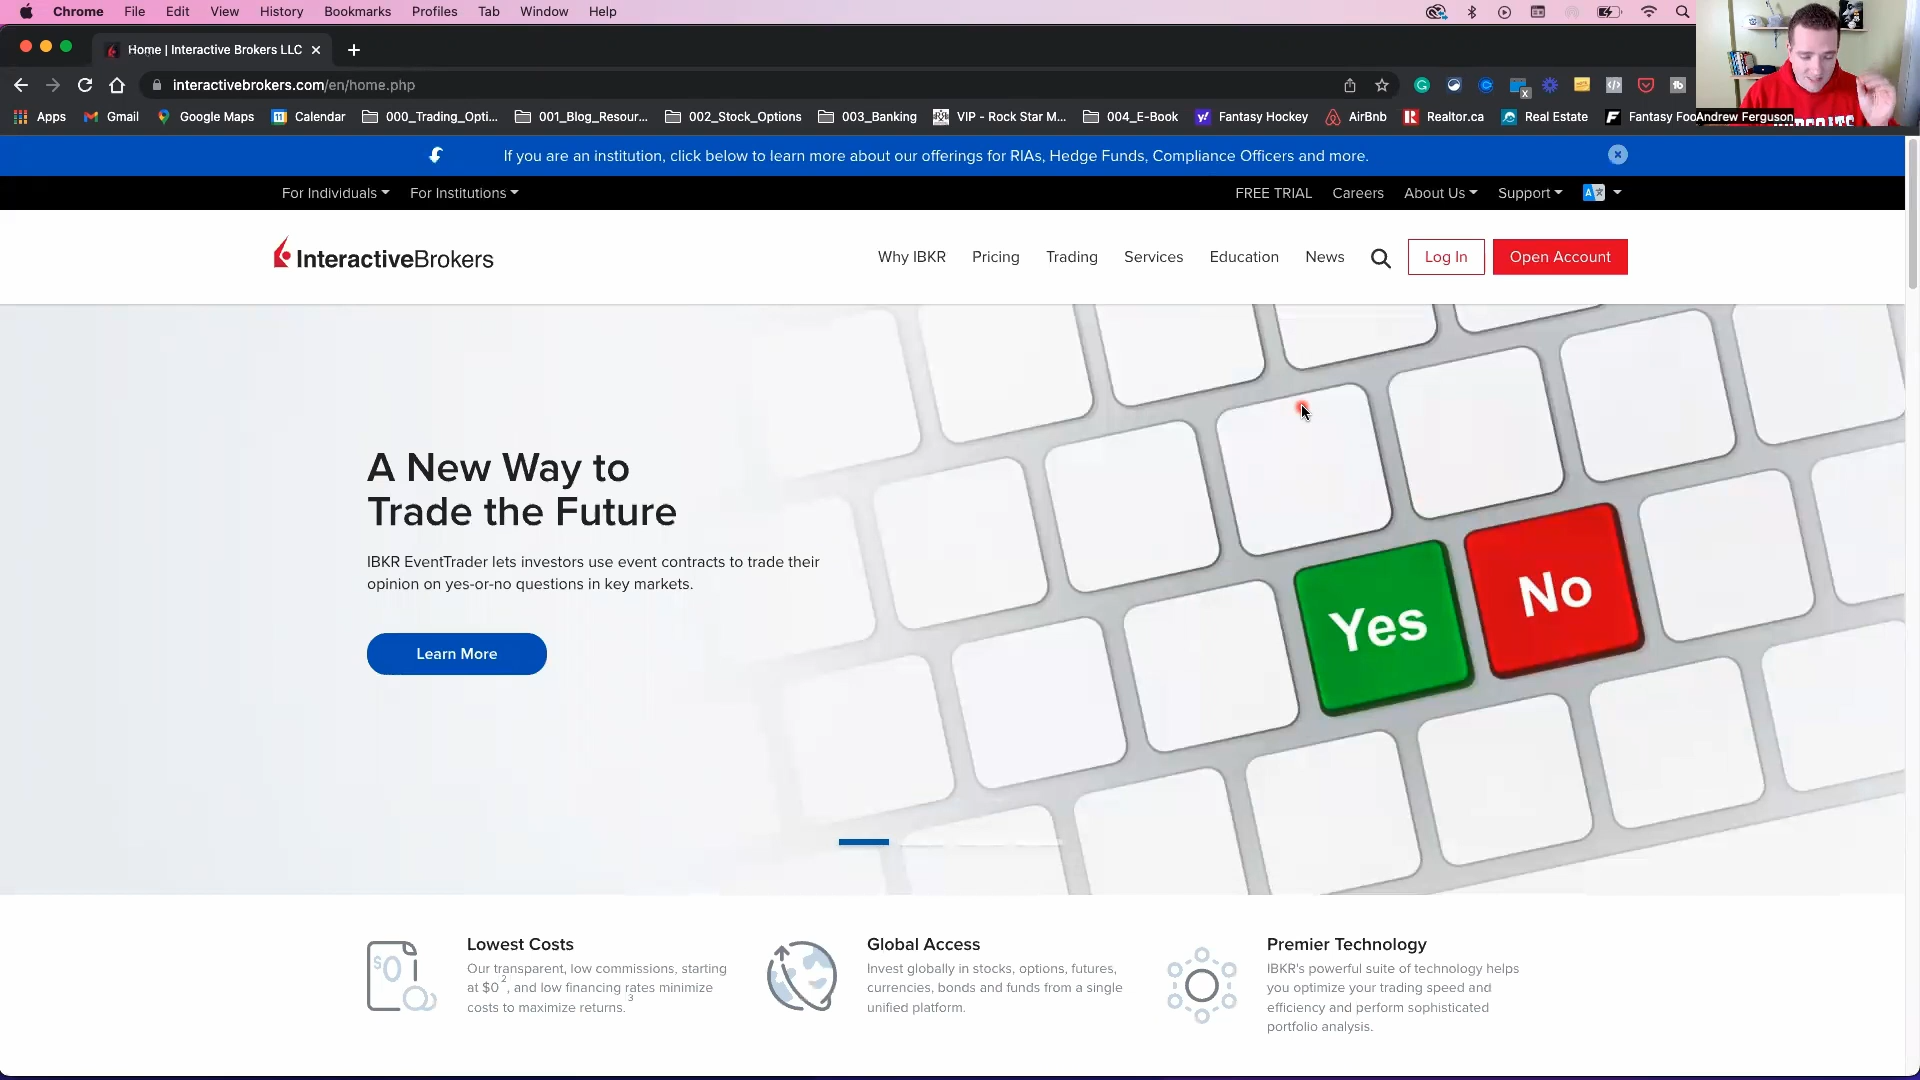 Chrome File Edit View History Bookmarks Profiles Tab Window Help
Home | Interactive Brokers LLC
interactivebrokers.com/en/home.php
Apps Gmail Google Maps Calendar 000_Trading_Opti... 001_Blog_Resour... 002_Stock_Options 003_Banking VIP - Rock Star M... 004_E-Book Fantasy Hockey AirBnb Realtor.ca Real Estate Fantasy Foo
Andrew Ferguson
If you are an institution, click below to learn more about our offerings for RIAs, Hedge Funds, Compliance Officers and more.
For Individuals For Institutions FREE TRIAL Careers About Us Support
InteractiveBrokers
Why IBKR Pricing Trading Services Education News Log In Open Account
A New Way to
Trade the Future
IBKR EventTrader lets investors use event contracts to trade their
opinion on yes-or-no questions in key markets.
Learn More
Yes
No
Lowest Costs
Our transparent, low commissions, starting
at $0 2, and low financing rates minimize
costs to maximize returns. 3
Global Access
Invest globally in stocks, options, futures,
currencies, bonds and funds from a single
unified platform.
Premier Technology
IBKR's powerful suite of technology helps
you optimize your trading speed and
efficiency and perform sophisticated
portfolio analysis.
$0